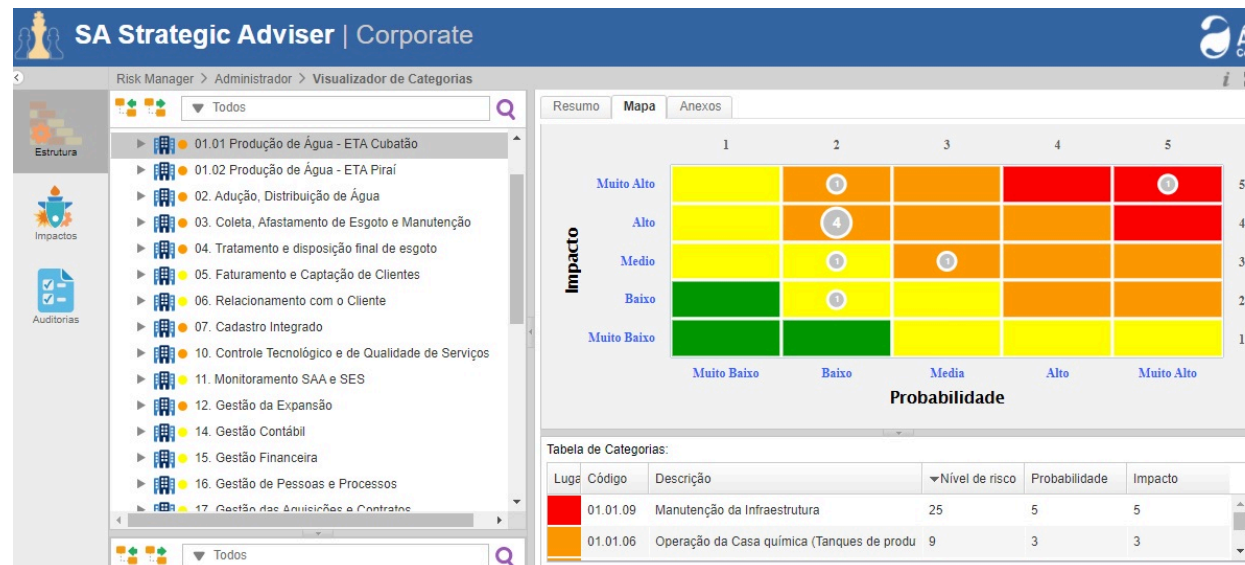 SA Strategic Adviser | Corporate
Risk Manager > Administrador > Visualizador de Categorias
Estrutura
Impactos
Auditorias
Todos
01.01 Produção de Água - ETA Cubatão
01.02 Produção de Água - ETA Piraí
02. Adução, Distribuição de Água
03. Coleta, Afastamento de Esgoto e Manutenção
04. Tratamento e disposição final de esgoto
05. Faturamento e Captação de Clientes
06. Relacionamento com o Cliente
07. Cadastro Integrado
10. Controle Tecnológico e de Qualidade de Serviços
11. Monitoramento SAA e SES
12. Gestão da Expansão
14. Gestão Contábil
15. Gestão Financeira
16. Gestão de Pessoas e Processos
17. Gestão das Aquisições e Contratos
Todos
Resumo Mapa Anexos
1 2 3 4 5
Impacto
Muito Alto 1 1 5
Alto 4 4
Medio 1 1 3
Baixo 1 2
Muito Baixo 1
Muito Baixo Baixo Media Alto Muito Alto
Probabilidade
Tabela de Categorias:
Luga Código Descrição Nível de risco Probabilidade Impacto
01.01.09 Manutenção da Infraestrutura 25 5 5
01.01.06 Operação da Casa química (Tanques de produ 9 3 3